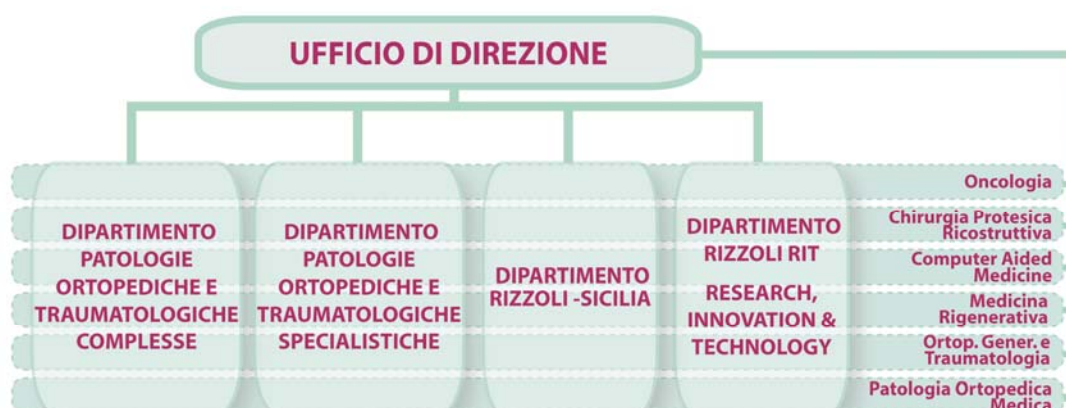 UFFICIO DI DIREZIONE
DIPARTIMENTO
PATOLOGIE
ORTOPEDICHE E
TRAUMATOLOGICHE
COMPLESSE
DIPARTIMENTO
PATOLOGIE
ORTOPEDICHE E
TRAUMATOLOGICHE
SPECIALISTICHE
DIPARTIMENTO
RIZZOLI -SICILIA
DIPARTIMENTO
RIZZOLI RIT
RESEARCH,
INNOVATION &
TECHNOLOGY
Oncologia
Chirurgia Protesica
Ricostruttiva
Computer Aided
Medicine
Medicina
Rigenerativa
Ortop. Gener. e
Traumatologia
Patologia Ortopedica
Medica